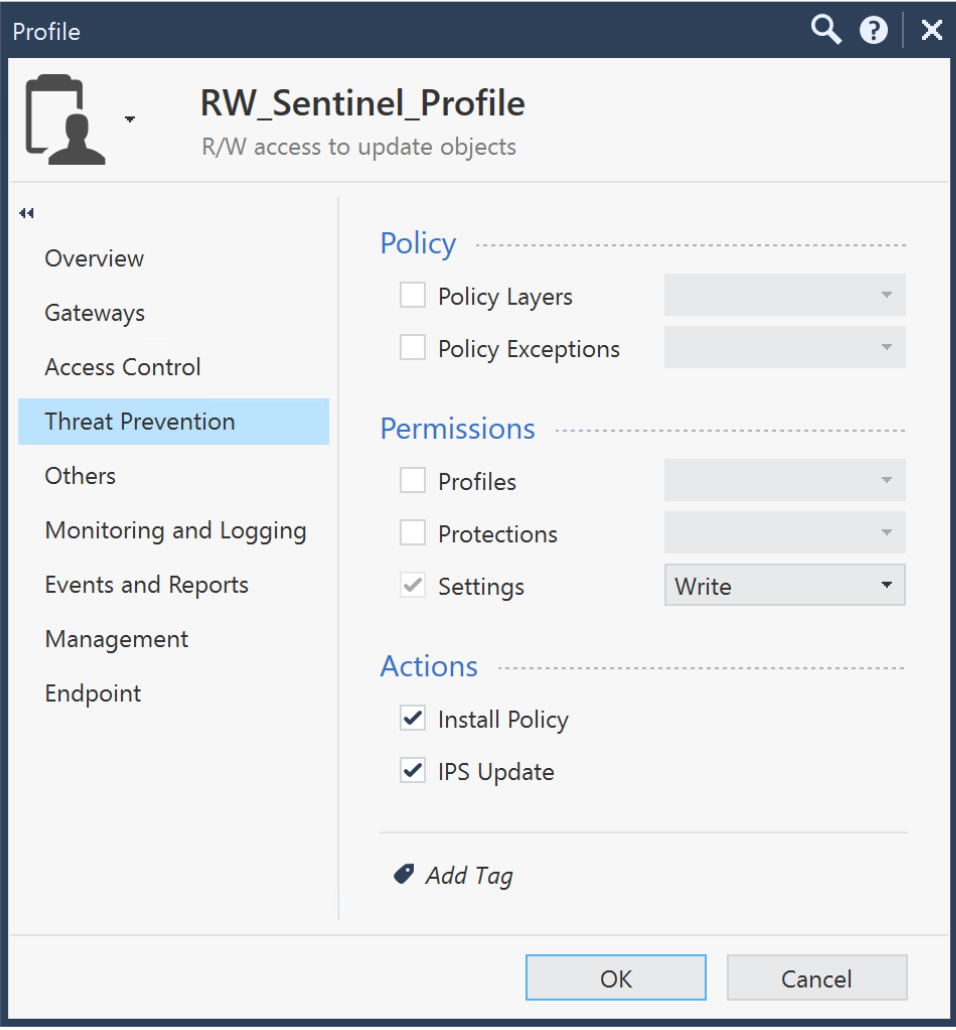 Profile
RW_Sentinel_Profile
R/W access to update objects
Overview
Gateways
Access Control
Threat Prevention
Others
Monitoring and Logging
Events and Reports
Management
Endpoint
Policy
Policy Layers
Policy Exceptions
Permissions
Profiles
Protections
Settings Write
Actions
Install Policy
IPS Update
Add Tag
OK Cancel